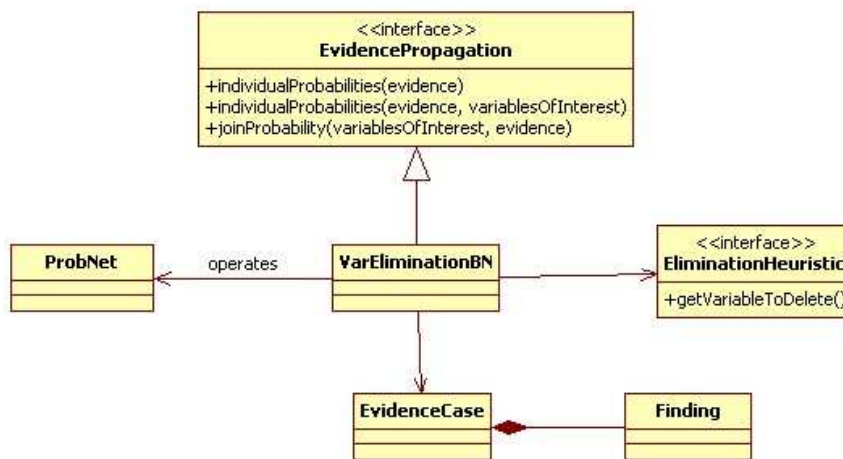 <<interface>>
EvidencePropagation
+individualProbabilities(evidence)
+individualProbabilities(evidence, variablesOfInterest)
+joinProbability(variablesOfInterest, evidence)
ProbNet
operates
VarEliminationBN
<<interface>>
EliminationHeuristic
+getVariableToDelete()
EvidenceCase
Finding